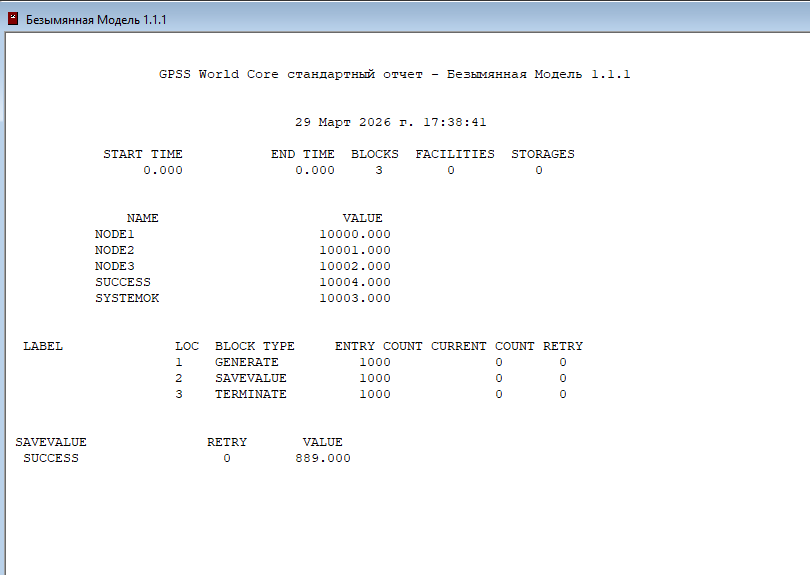 Безымянная Модель 1.1.1
GPSS World Core стандартный отчет - Безымянная Модель 1.1.1
29 Март 2026 г. 17:38:41
START TIME END TIME BLOCKS FACILITIES STORAGES
0.000 0.000 3 0 0
NAME VALUE
NODE1 10000.000
NODE2 10001.000
NODE3 10002.000
SUCCESS 10004.000
SYSTEMOK 10003.000
LABEL LOC BLOCK TYPE ENTRY COUNT CURRENT COUNT RETRY
1 GENERATE 1000 0 0
2 SAVEVALUE 1000 0 0
3 TERMINATE 1000 0 0
SAVEVALUE RETRY VALUE
SUCCESS 0 889.000